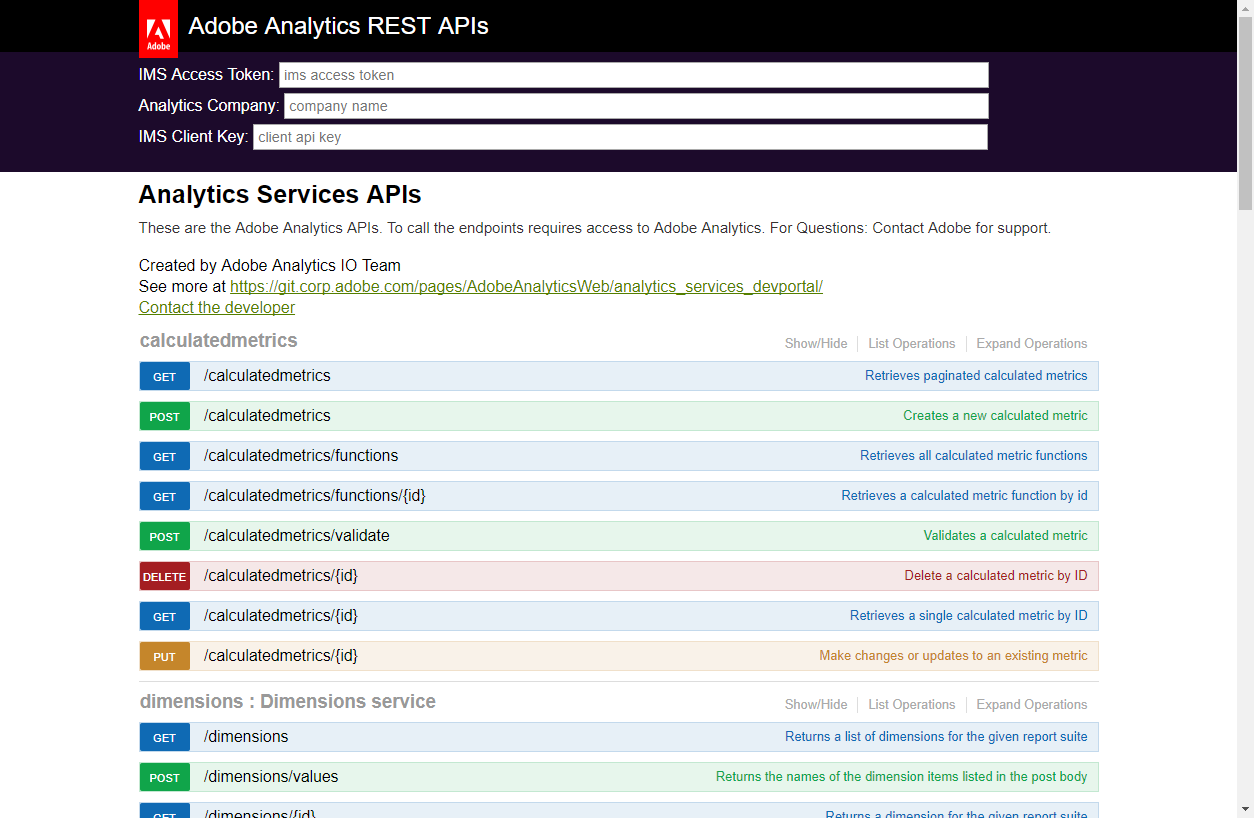 Adobe
Adobe Analytics REST APIs
IMS Access Token: ims access token
Analytics Company: company name
IMS Client Key: client api key
Analytics Services APIs
These are the Adobe Analytics APIs. To call the endpoints requires access to Adobe Analytics. For Questions: Contact Adobe for support.
Created by Adobe Analytics IO Team
See more at https://git.corp.adobe.com/pages/AdobeAnalyticsWeb/analytics_services_devportal/
Contact the developer
calculatedmetrics Show/Hide List Operations Expand Operations
GET /calculatedmetrics Retrieves paginated calculated metrics
POST /calculatedmetrics Creates a new calculated metric
GET /calculatedmetrics/functions Retrieves all calculated metric functions
GET /calculatedmetrics/functions/{id} Retrieves a calculated metric function by id
POST /calculatedmetrics/validate Validates a calculated metric
DELETE /calculatedmetrics/{id} Delete a calculated metric by ID
GET /calculatedmetrics/{id} Retrieves a single calculated metric by ID
PUT /calculatedmetrics/{id} Make changes or updates to an existing metric
dimensions : Dimensions service Show/Hide List Operations Expand Operations
GET /dimensions Returns a list of dimensions for the given report suite
POST /dimensions/values Returns the names of the dimension items listed in the post body
GET /dimensions/{id} Returns a dimension for the given report suite